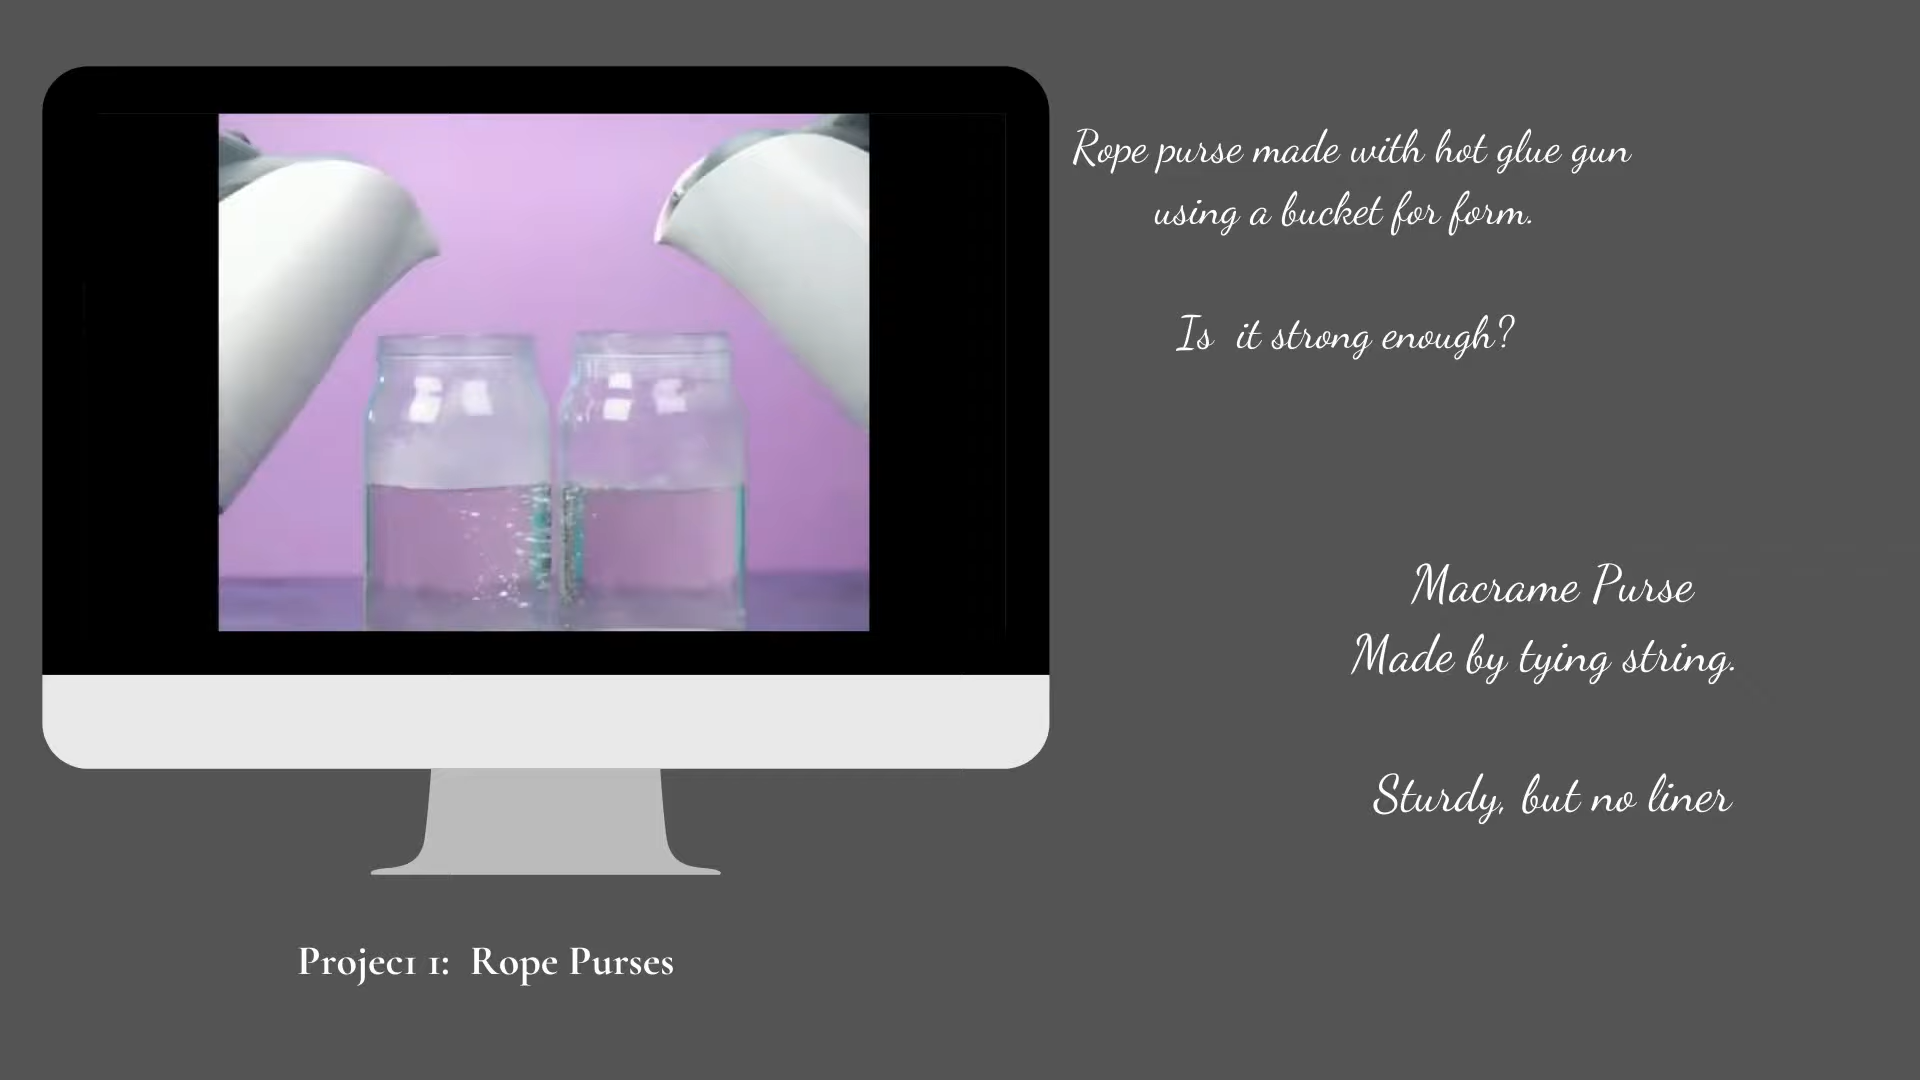 Rope purse made with hot glue gun
using a bucket for form.
Is it strong enough?
Macrame Purse
Made by tying string.
Sturdy, but no liner
Projec1 1: Rope Purses